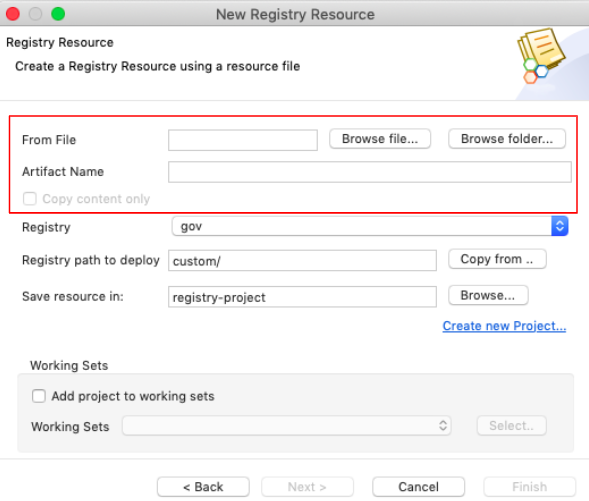 New Registry Resource
Registry Resource
Create a Registry Resource using a resource file
From File Browse file... Browse folder...
Artifact Name
Copy content only
Registry gov
Registry path to deploy custom/ Copy from ..
Save resource in: registry-project Browse...
Create new Project...
Working Sets
Add project to working sets
Working Sets Select..
< Back Next > Cancel Finish